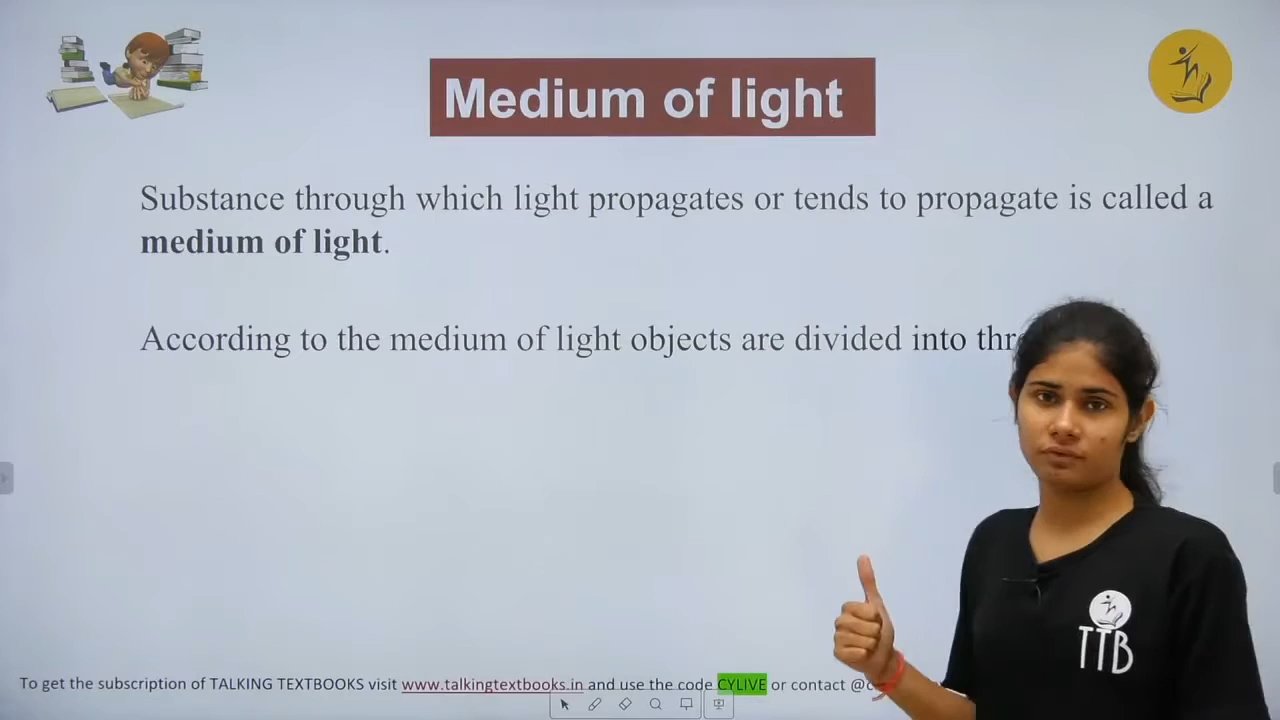 Medium of light
Substance through which light propagates or tends to propagate is called a
medium of light.
According to the medium of light objects are divided into
TTB
To get the subscription of TALKING TEXTBOOKS visit www.talkingtextbooks.in and use the code CYLIVE or contact